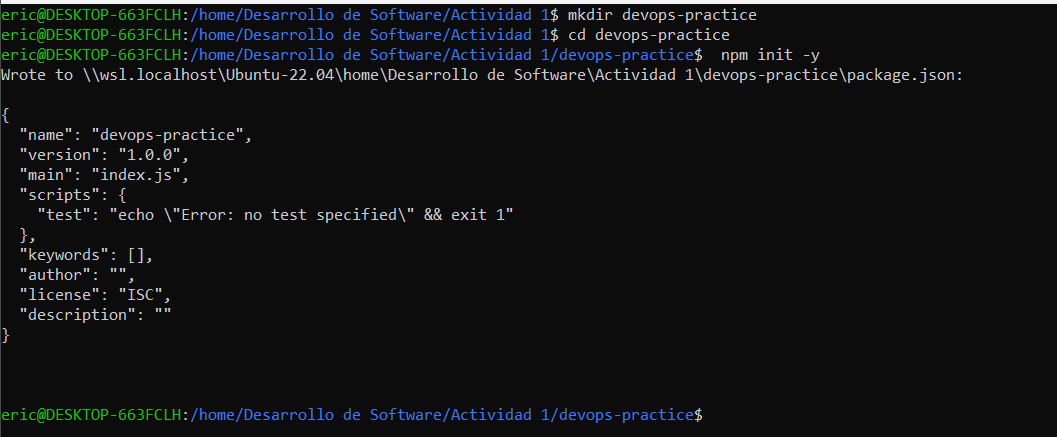 eric@DESKTOP-663FCLH:/home/Desarrollo de Software/Actividad 1$ mkdir devops-practice
eric@DESKTOP-663FCLH:/home/Desarrollo de Software/Actividad 1$ cd devops-practice
eric@DESKTOP-663FCLH:/home/Desarrollo de Software/Actividad 1/devops-practice$  npm init -y
Wrote to \\wsl.localhost\Ubuntu-22.04\home\Desarrollo de Software\Actividad 1\devops-practice\package.json:
{
  "name": "devops-practice",
  "version": "1.0.0",
  "main": "index.js",
  "scripts": {
    "test": "echo \"Error: no test specified\" && exit 1"
  },
  "keywords": [],
  "author": "",
  "license": "ISC",
  "description": ""
}
eric@DESKTOP-663FCLH:/home/Desarrollo de Software/Actividad 1/devops-practice$